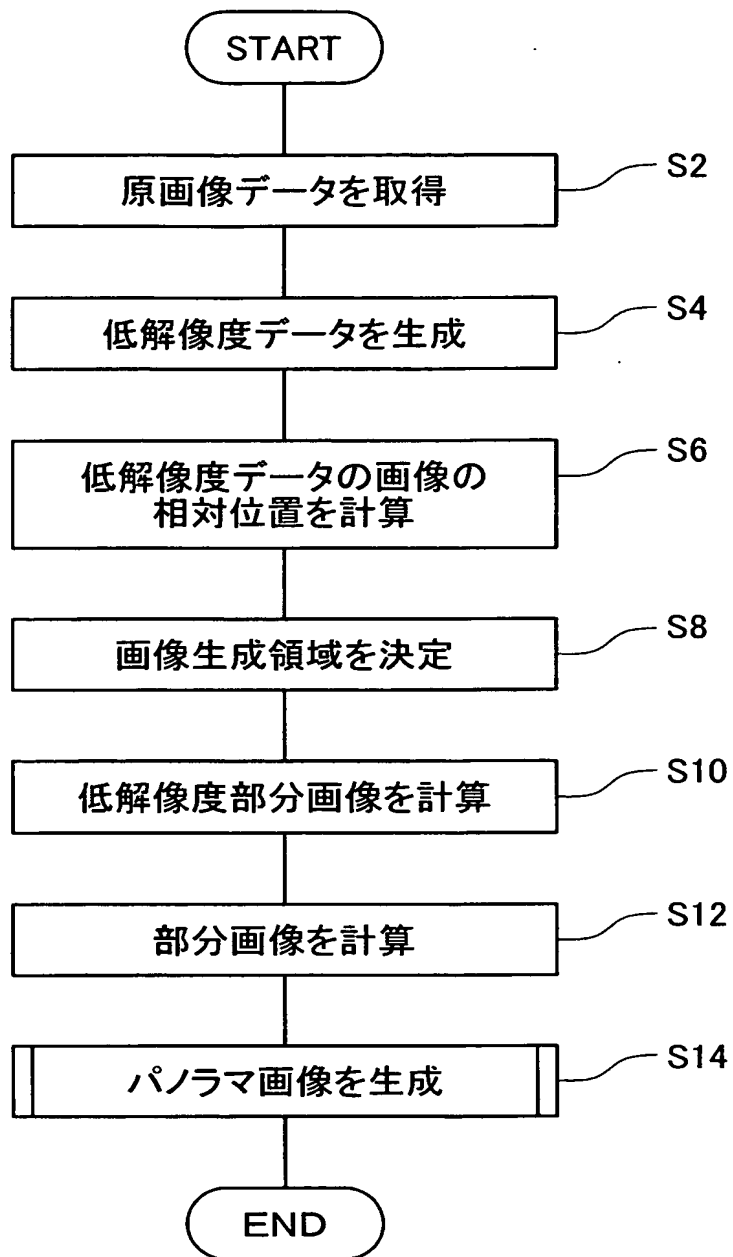 START
原画像データを取得
S2
低解像度データを生成
S4
低解像度データの画像の
相対位置を計算
S6
画像生成領域を決定
S8
低解像度部分画像を計算
S10
部分画像を計算
S12
パノラマ画像を生成
S14
END